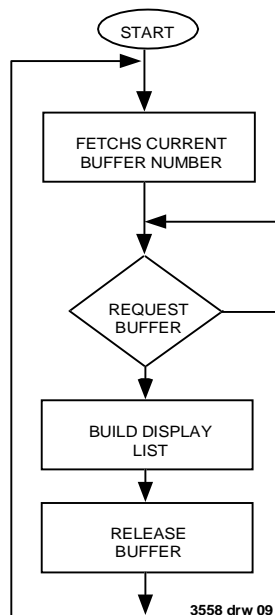 START
FETCHS CURRENT
BUFFER NUMBER
REQUEST
BUFFER
BUILD DISPLAY
LIST
RELEASE
BUFFER
3558 drw 09